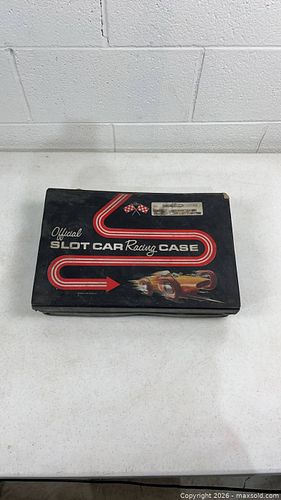 Official
SLOT CAR Racing CASE
Copyright © 2026 - maxsold.com